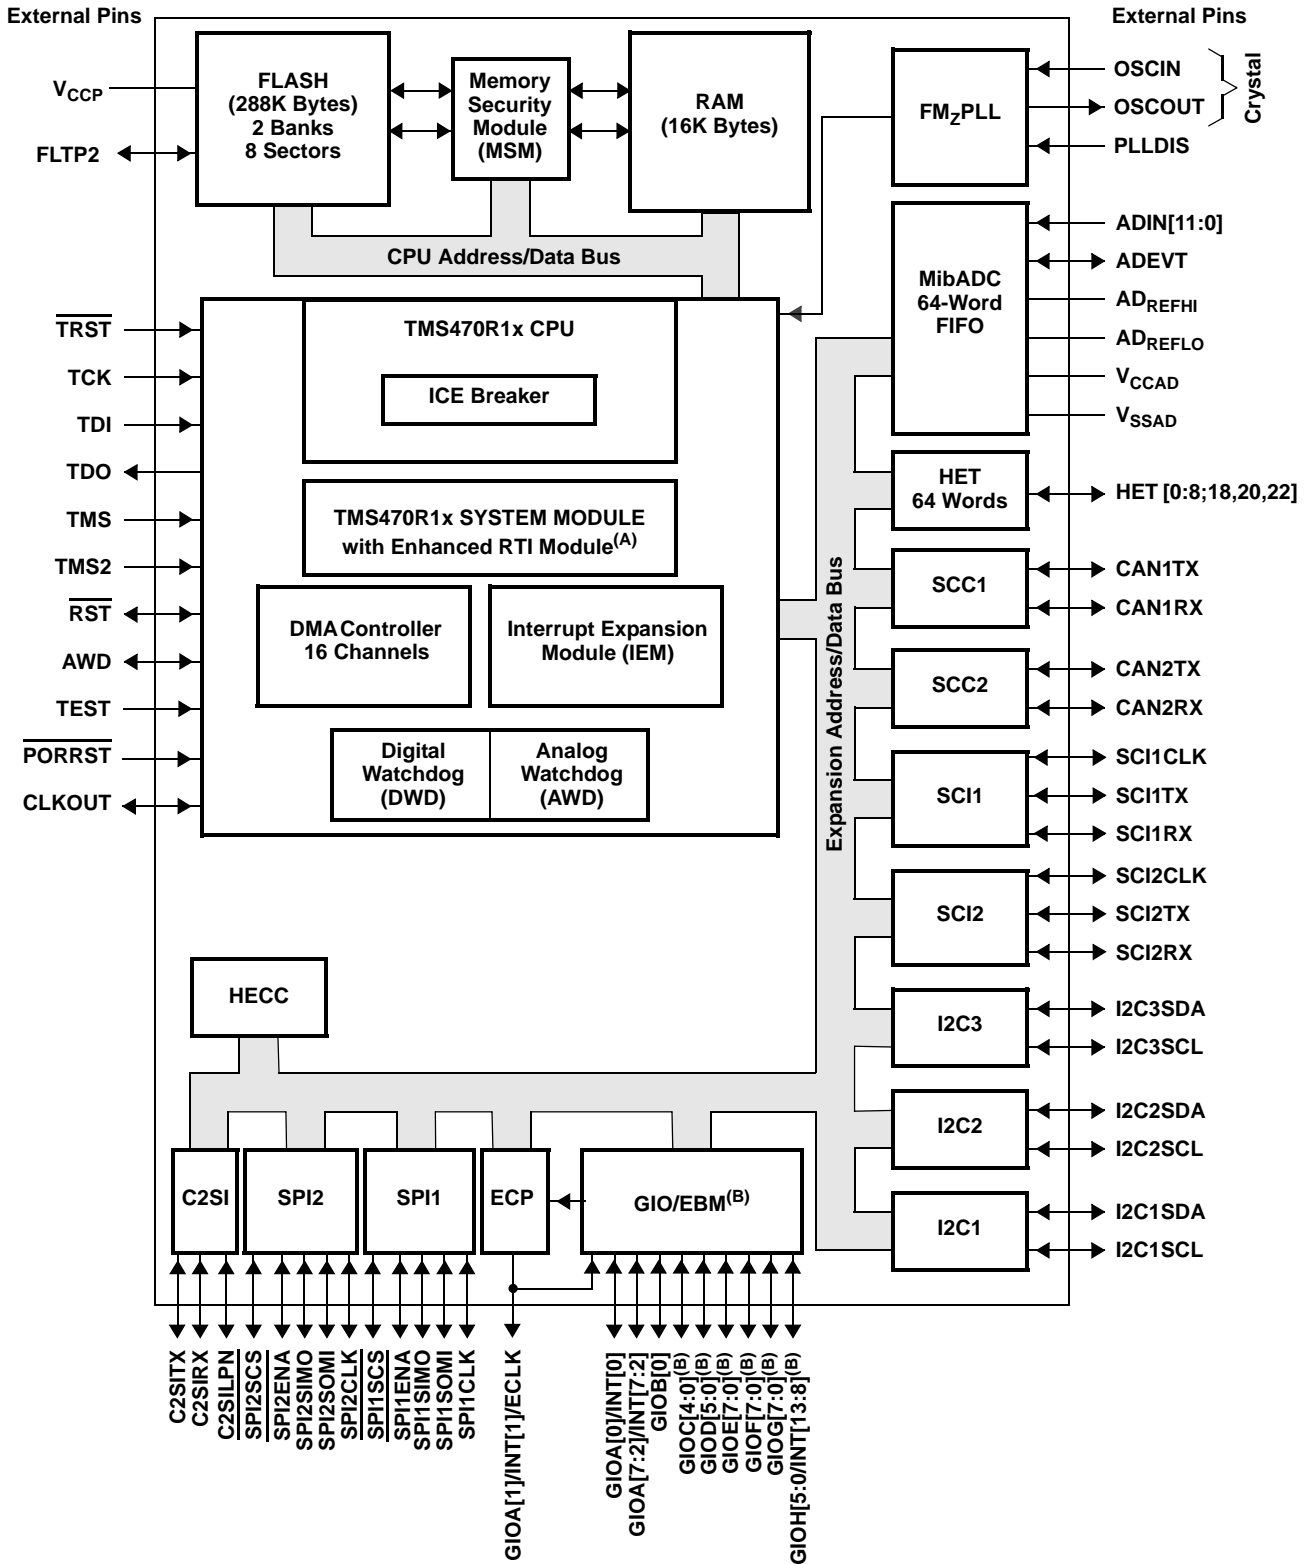 External Pins
External Pins
V_CCP
FLTP2
FLASH
(288K Bytes)
2 Banks
8 Sectors
Memory
Security
Module
(MSM)
RAM
(16K Bytes)
FM_ZPLL
OSCIN
OSCOUT
PLLDIS
Crystal
CPU Address/Data Bus
MibADC
64-Word
FIFO
ADIN[11:0]
ADEVT
AD_REFHI
AD_REFLO
V_CCAD
V_SSAD
TRST
TCK
TDI
TDO
TMS
TMS2
RST
AWD
TEST
PORRST
CLKOUT
TMS470R1x CPU
ICE Breaker
TMS470R1x SYSTEM MODULE
with Enhanced RTI Module(A)
DMA Controller
16 Channels
Interrupt Expansion
Module (IEM)
Digital
Watchdog
(DWD)
Analog
Watchdog
(AWD)
Expansion Address/Data Bus
HET
64 Words
HET [0:8;18,20,22]
SCC1
CAN1TX
CAN1RX
SCC2
CAN2TX
CAN2RX
SCI1
SCI1CLK
SCI1TX
SCI1RX
SCI2
SCI2CLK
SCI2TX
SCI2RX
I2C3
I2C3SDA
I2C3SCL
I2C2
I2C2SDA
I2C2SCL
I2C1
I2C1SDA
I2C1SCL
HECC
C2SI
SPI2
SPI1
ECP
GIO/EBM(B)
C2SITX
C2SIRX
C2SILPN
SPI2SCS
SPI2ENA
SPI2SIMO
SPI2SOMI
SPI2CLK
SPI1SCS
SPI1ENA
SPI1SIMO
SPI1SOMI
SPI1CLK
GIOA[1]/INT[1]/ECLK
GIOA[0]/INT[0]
GIOA[7:2]/INT[7:2]
GIOB[0]
GIOC[4:0](B)
GIOD[5:0](B)
GIOE[7:0](B)
GIOF[7:0](B)
GIOG[7:0](B)
GIOH[5:0/INT[13:8](B)